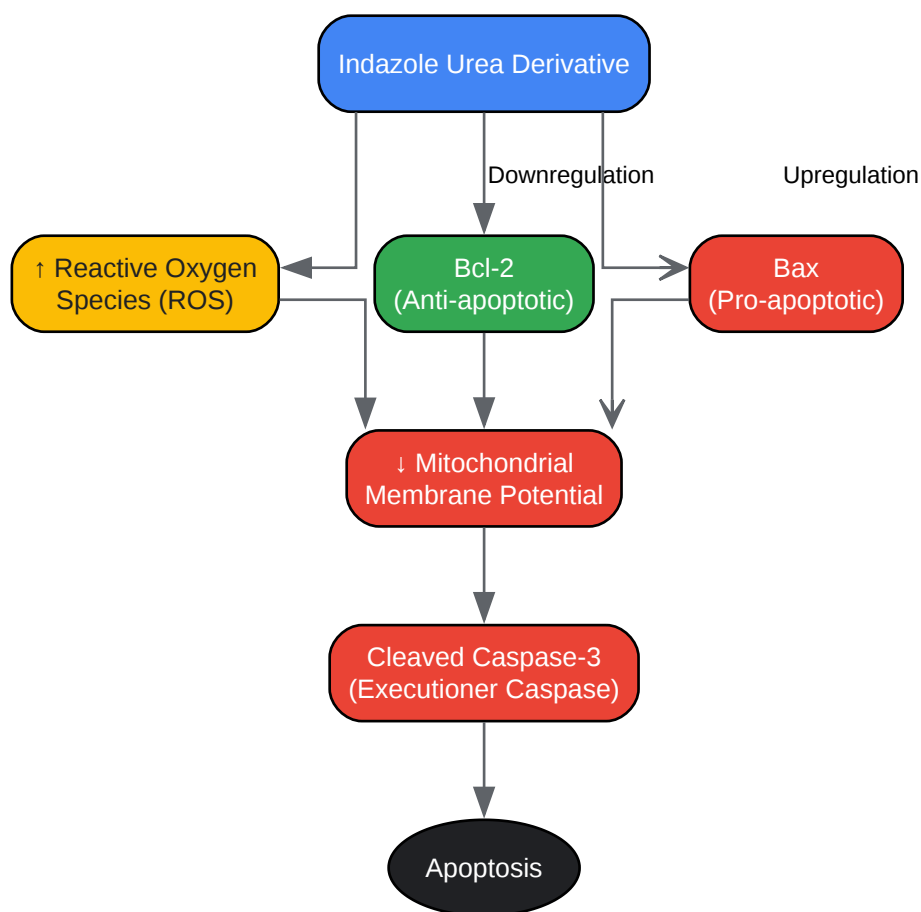 Indazole Urea Derivative
Downregulation
Upregulation
↑ Reactive Oxygen
Species (ROS)
Bcl-2
(Anti-apoptotic)
Bax
(Pro-apoptotic)
↓ Mitochondrial
Membrane Potential
Cleaved Caspase-3
(Executioner Caspase)
Apoptosis